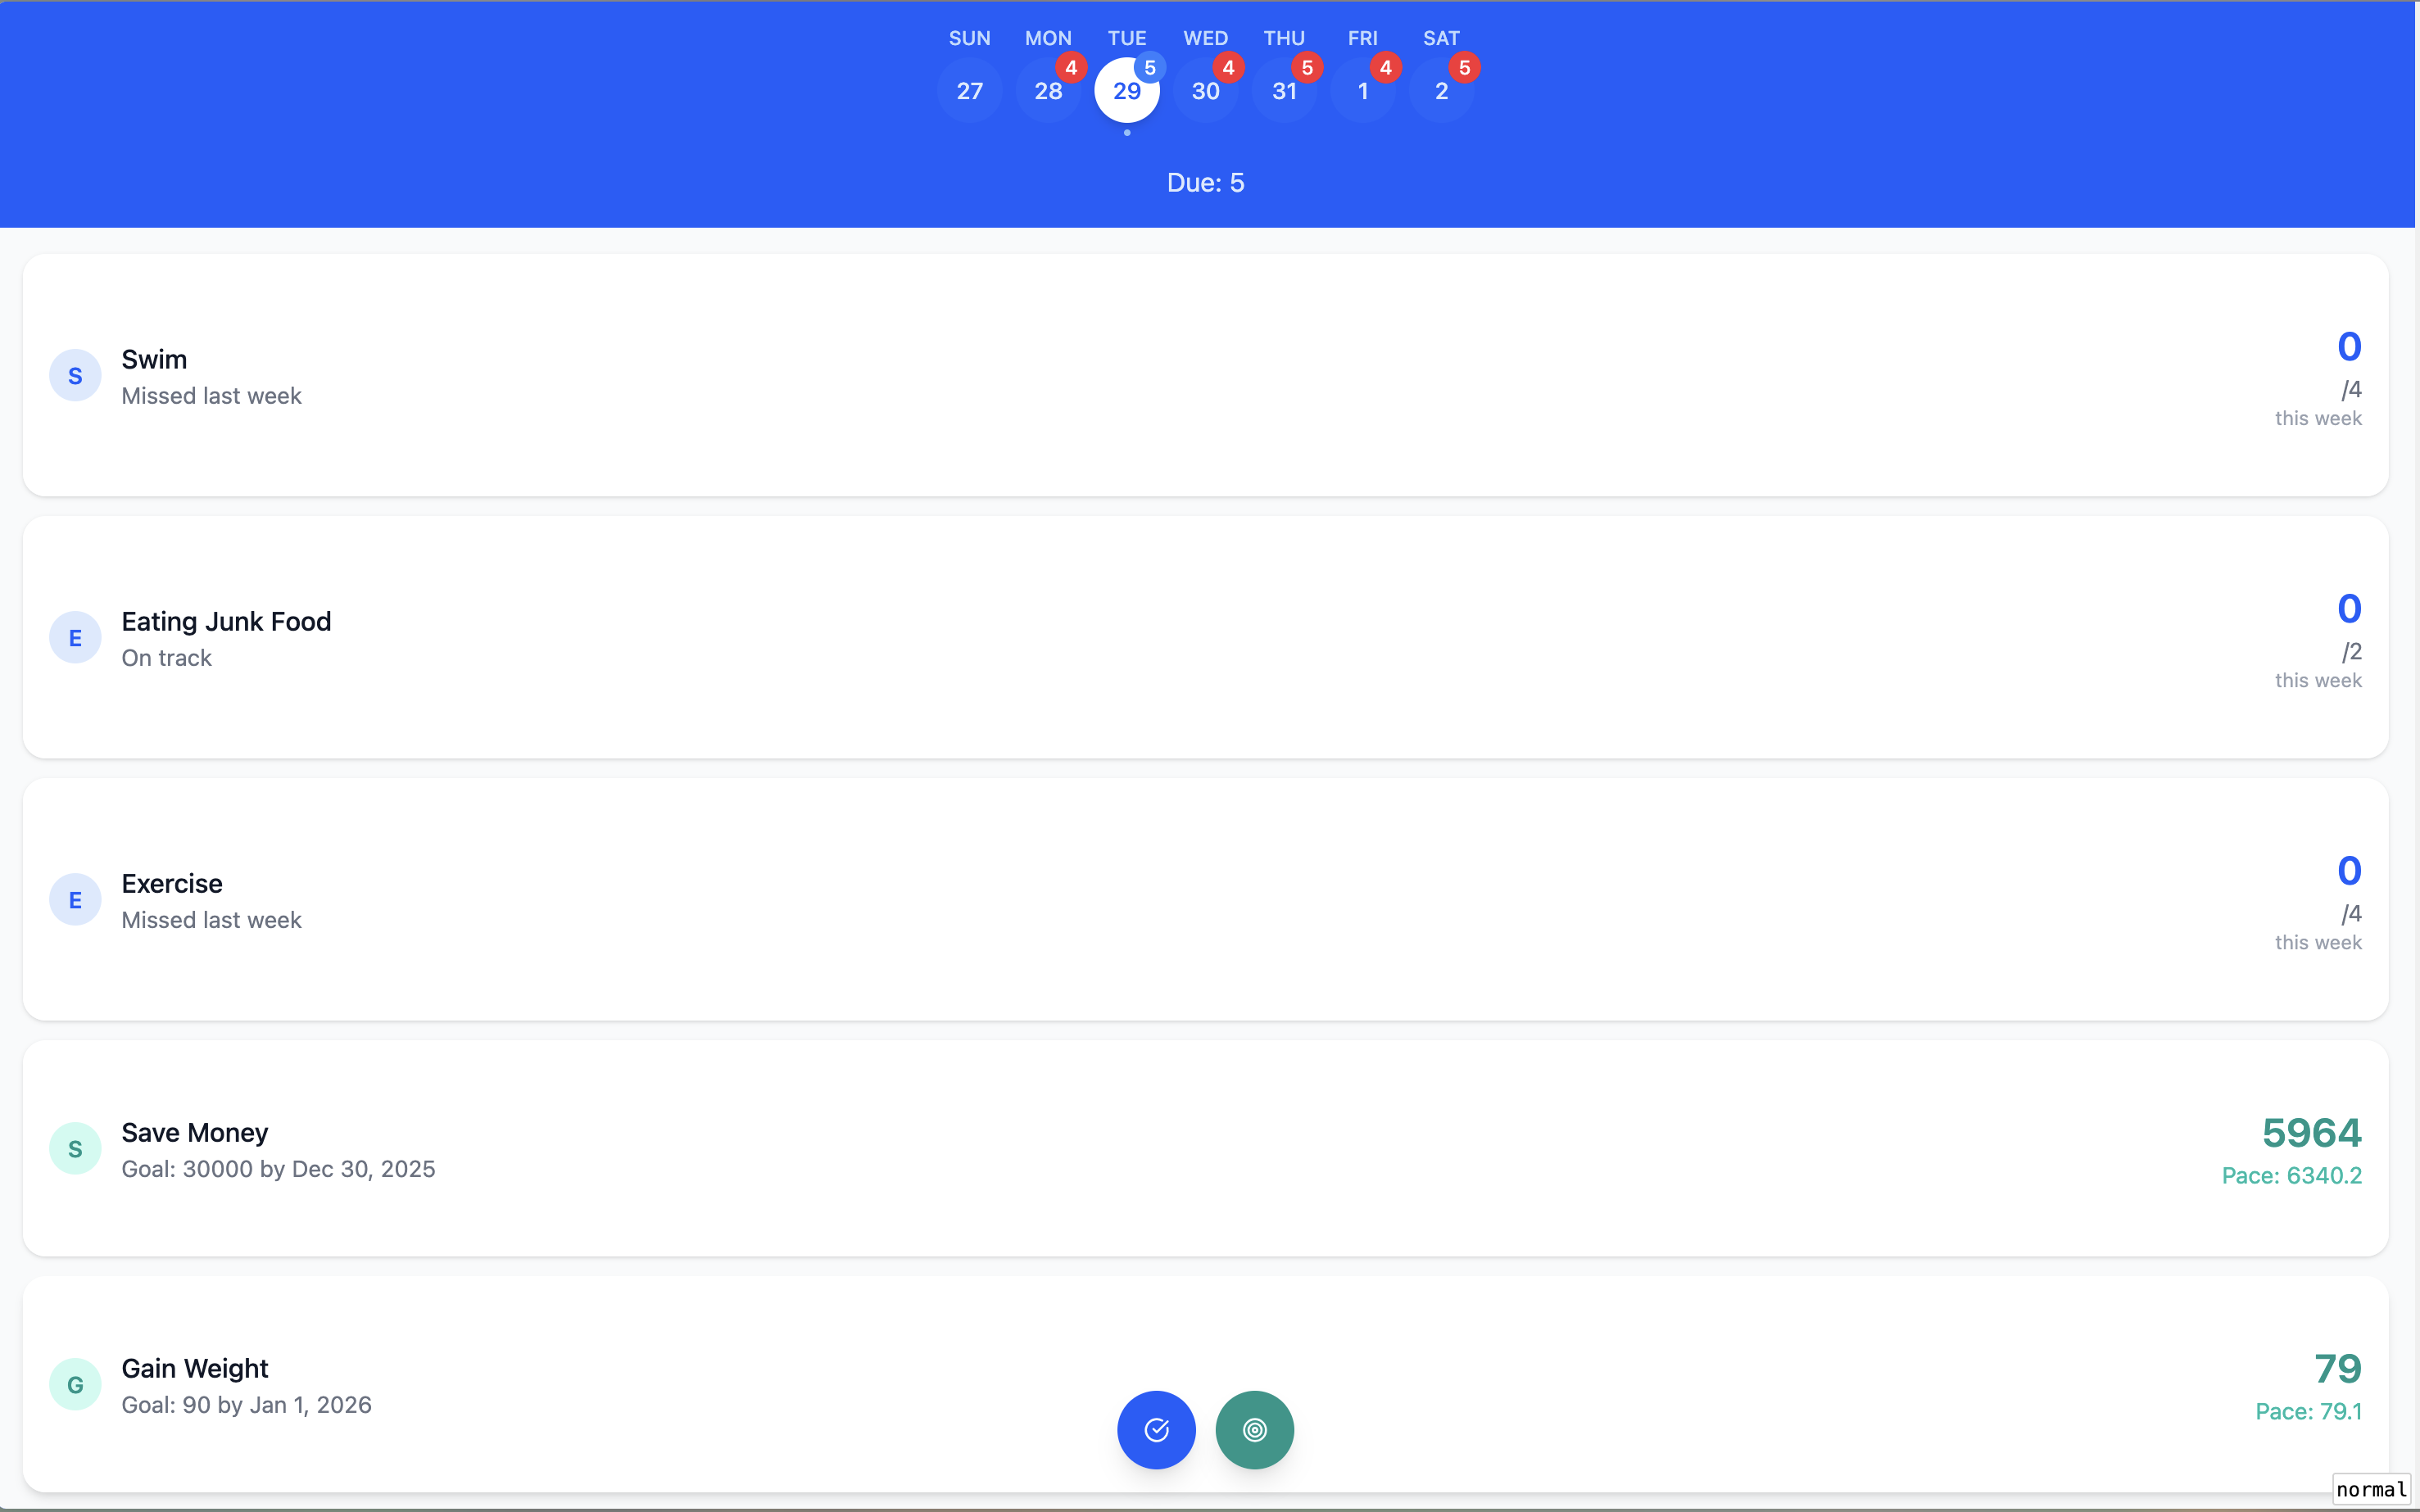 SUN MON TUE WED THU FRI SAT
4 5 4 5 4 5
27 28 29 30 31 1 2
Due: 5
S
Swim
Missed last week
0
/4
this week
E
Eating Junk Food
On track
0
/2
this week
E
Exercise
Missed last week
0
/4
this week
S
Save Money
Goal: 30000 by Dec 30, 2025
5964
Pace: 6340.2
G
Gain Weight
Goal: 90 by Jan 1, 2026
79
Pace: 79.1
normal